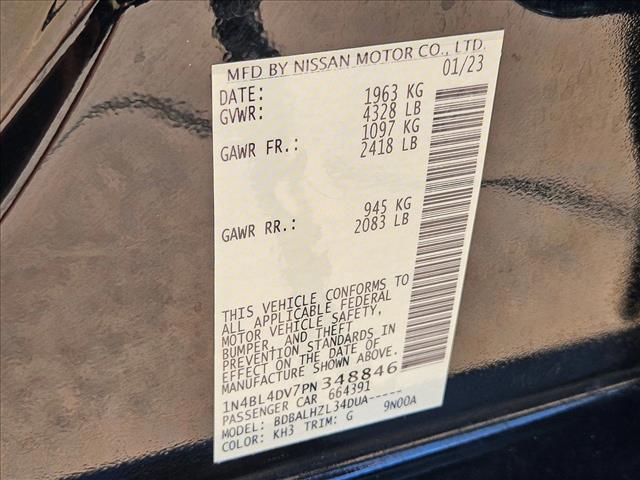 MFD BY NISSAN MOTOR CO., LTD.
DATE: 01/23
GVWR: 1963 KG
4328 LB
GAWR FR.: 1097 KG
2418 LB
GAWR RR.: 945 KG
2083 LB
THIS VEHICLE CONFORMS TO
ALL APPLICABLE FEDERAL
MOTOR VEHICLE SAFETY,
BUMPER, AND THEFT
PREVENTION STANDARDS IN
EFFECT ON THE DATE OF
MANUFACTURE SHOWN ABOVE.
1N4BL4DV7PN348846
PASSENGER CAR 664391
MODEL: BDBALHZL34DUA-----
COLOR: KH3 TRIM: G 9N00A